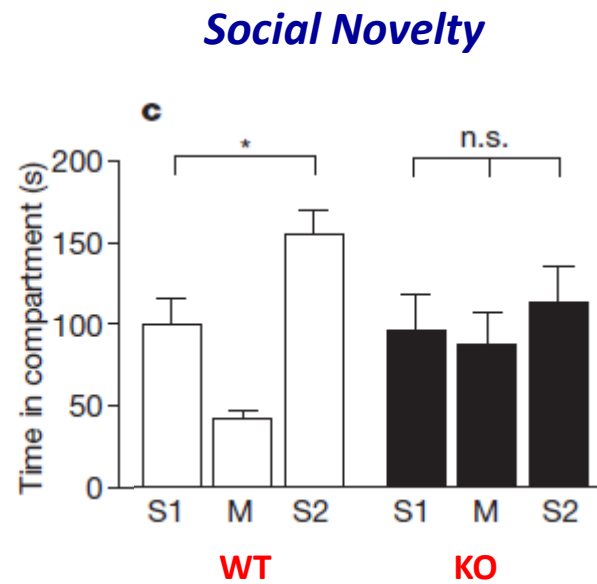 Social Novelty
c
* n.s.
Time in compartment (s)
200
150
100
50
0
S1 M S2 S1 M S2
WT KO